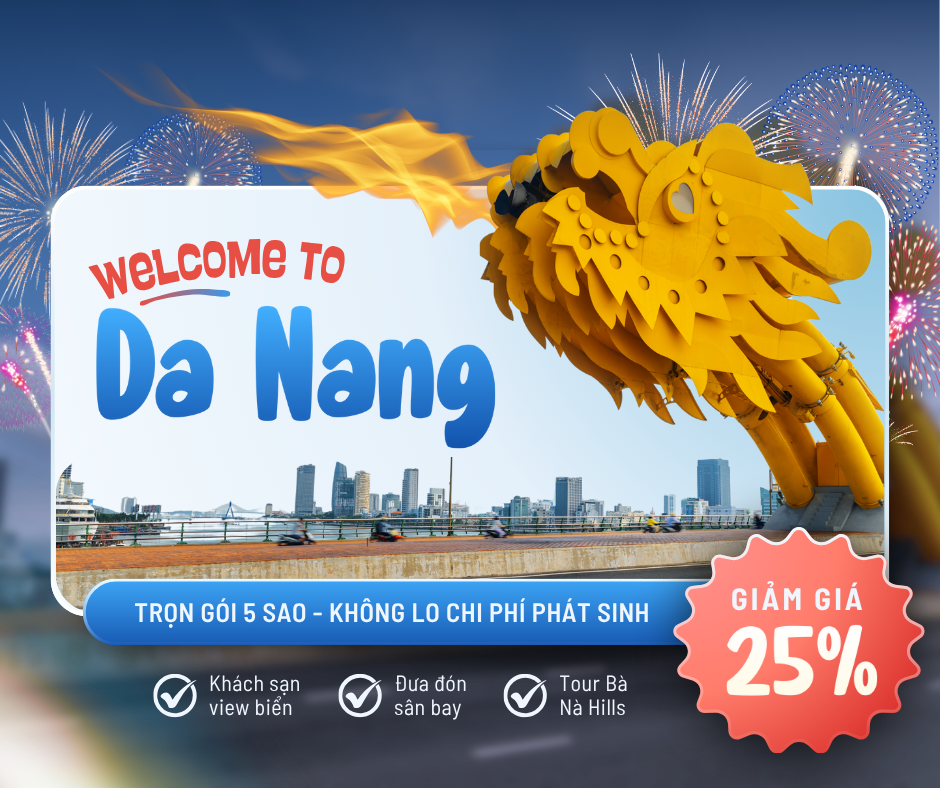 WELCOME TO
Da Nang
TRỌN GÓI 5 SAO - KHÔNG LO CHI PHÍ PHÁT SINH
GIẢM GIÁ
25%
Khách sạn
view biển
Đưa đón
sân bay
Tour Bà
Nà Hills